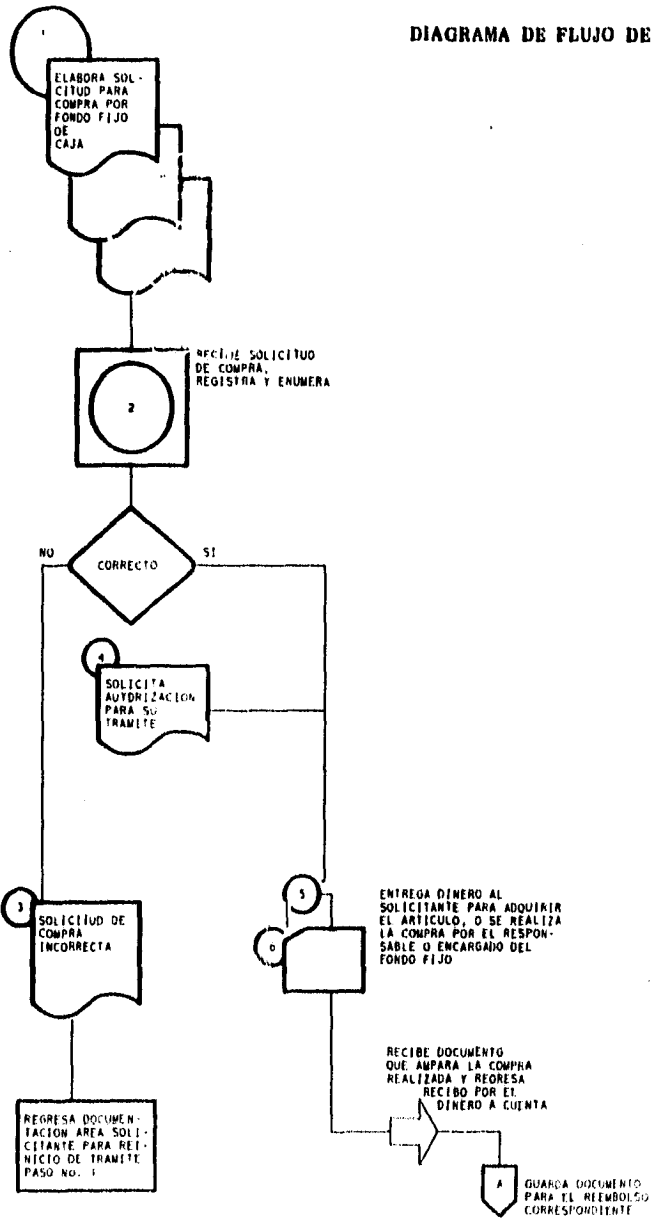 DIAGRAMA DE FLUJO DE
1
ELABORA SOL-
CITUD PARA
COMPRA POR
FONDO FIJO
DE
CAJA
RECIBE SOLICITUD
DE COMPRA,
REGISTRA Y ENUMERA
2
NO
CORRECTO
SI
4
SOLICITA
AUTORIZACION
PARA SU
TRAMITE
3
SOLICITUD DE
COMPRA
INCORRECTA
5
6
ENTREGA DINERO AL
SOLICITANTE PARA ADQUIRIR
EL ARTICULO, O SE REALIZA
LA COMPRA POR EL RESPON-
SABLE O ENCARGADO DEL
FONDO FIJO
RECIBE DOCUMENTO
QUE AMPARA LA COMPRA
REALIZADA Y REGRESA
RECIBO POR EL
DINERO A CUENTA
REGRESA DOCUMEN-
TACION AREA SOLI-
CITANTE PARA REI-
NICIO DE TRAMITE
PASO No. 1
A
GUARDA DOCUMENTO
PARA EL REEMBOLSO
CORRESPONDIENTE